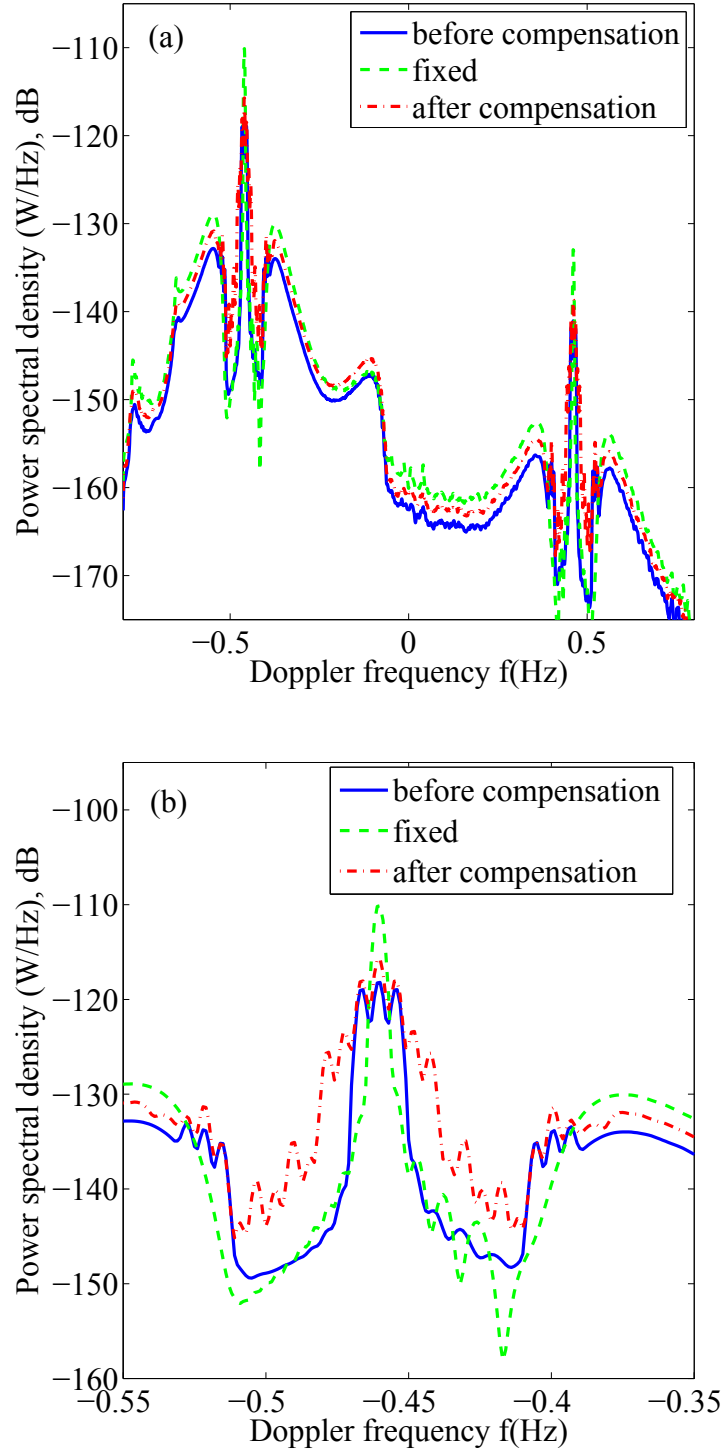 (a)
before compensation
fixed
after compensation
Power spectral density (W/Hz), dB
−110
−120
−130
−140
−150
−160
−170
−0.5
0
0.5
Doppler frequency f(Hz)
(b)
before compensation
fixed
after compensation
Power spectral density (W/Hz), dB
−100
−110
−120
−130
−140
−150
−160
−0.55
−0.5
−0.45
−0.4
−0.35
Doppler frequency f(Hz)